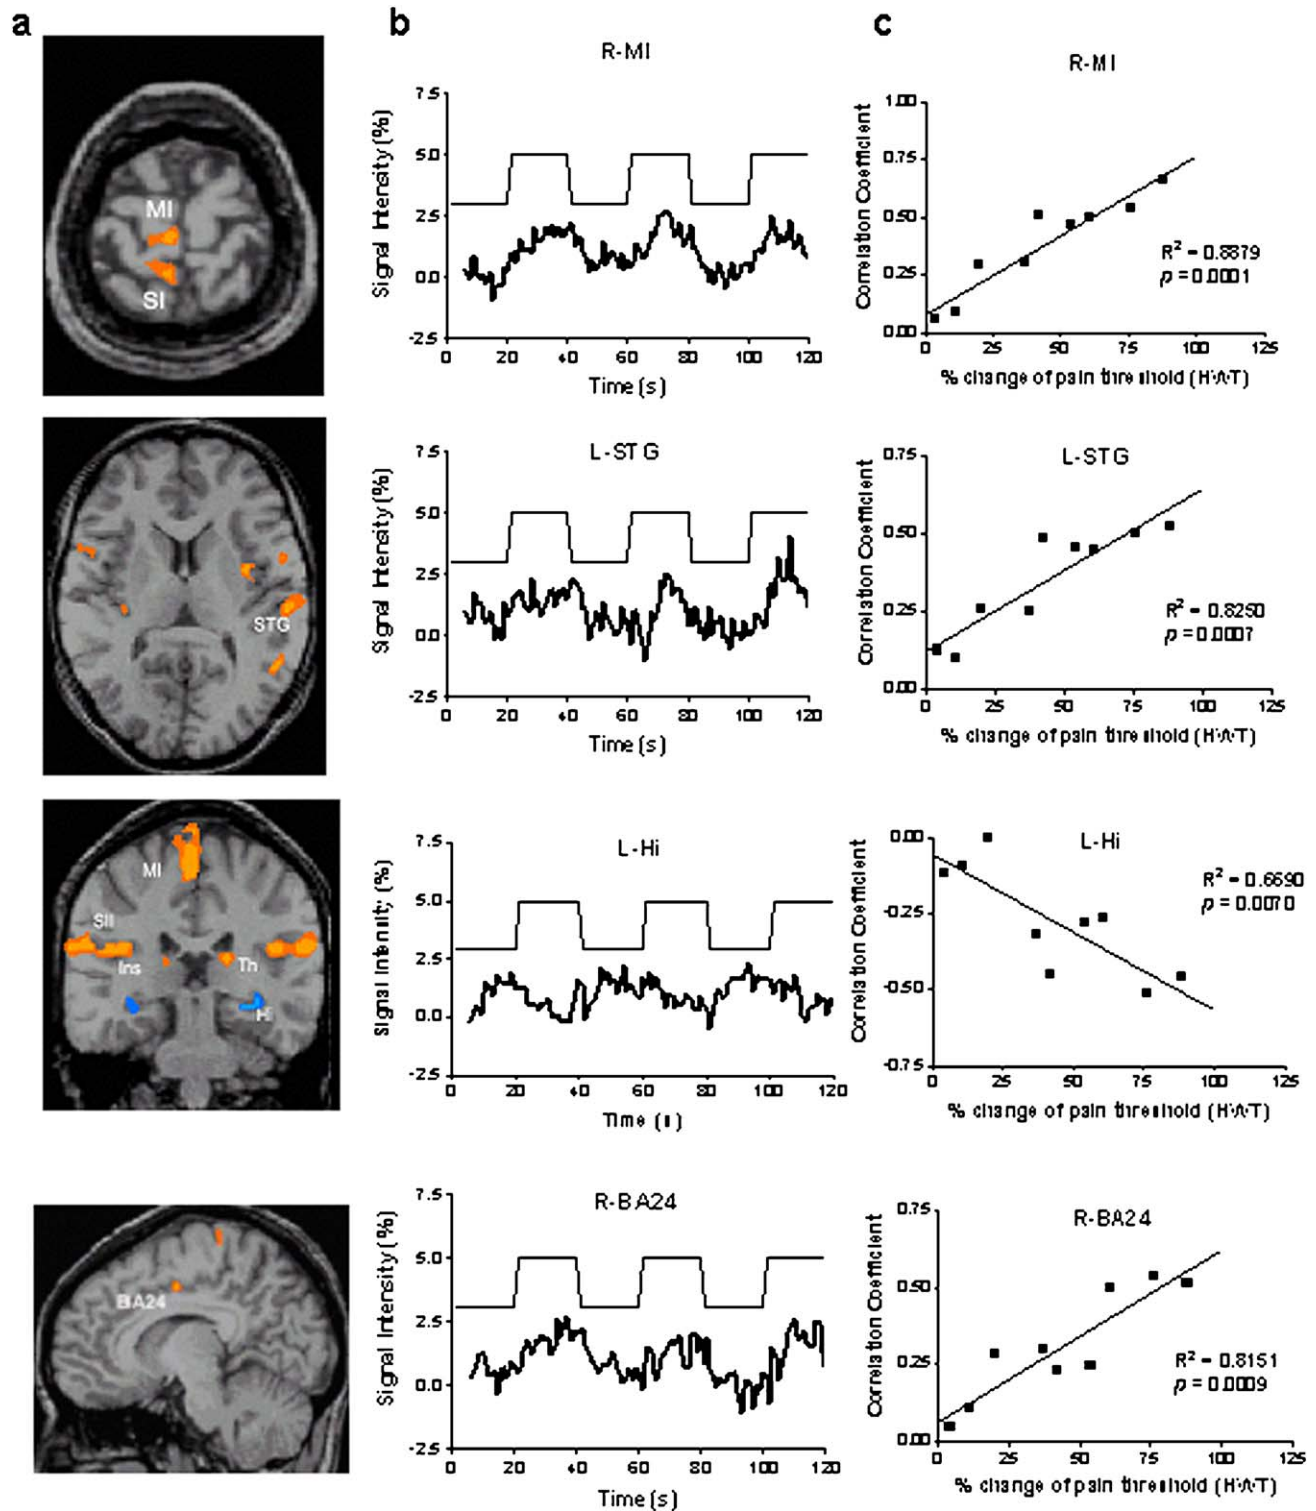 a
b
c
MI
SI
R-MI
Signal Intensity (%)
7.5
5.0
2.5
0.0
-2.5
0 20 40 60 80 100 120
Time (s)
R-MI
Correlation Coefficient
1.00
0.75
0.50
0.25
0.00
R² = 0.8879
p = 0.0001
0 25 50 75 100 125
% change of pain threshold (HWT)
STG
L-STG
Signal Intensity (%)
7.5
5.0
2.5
0.0
-2.5
0 20 40 60 80 100 120
Time (s)
L-STG
Correlation Coefficient
0.75
0.50
0.25
0.00
R² = 0.8250
p = 0.0007
0 25 50 75 100 125
% change of pain threshold (HWT)
MI
SII
Ins
Th
Hi
L-Hi
Signal Intensity (%)
7.5
5.0
2.5
0.0
-2.5
0 20 40 60 80 100 120
Time (s)
L-Hi
Correlation Coefficient
0.00
-0.25
-0.50
-0.75
R² = 0.6690
p = 0.0070
0 25 50 75 100 125
% change of pain threshold (HWT)
BA24
R-BA24
Signal Intensity (%)
7.5
5.0
2.5
0.0
-2.5
0 20 40 60 80 100 120
Time (s)
R-BA24
Correlation Coefficient
0.75
0.50
0.25
0.00
R² = 0.8151
p = 0.0009
0 25 50 75 100 125
% change of pain threshold (HWT)